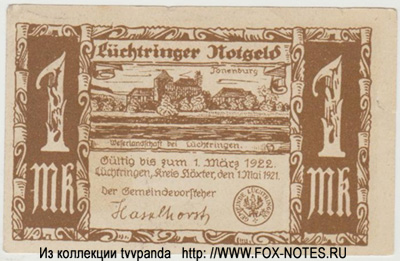 Lüchtringer Notgeld
1
MK
Tonenburg
Weserlandschaft bei Lüchtringen.
Gültig bis zum 1. März 1922.
Lüchtringen, Kreis Höxter, den 1. Mai 1921.
Der Gemeindevorsteher
Haselhorst
1
MK
Из коллекции tvvpanda http://www.FOX-NOTES.RU